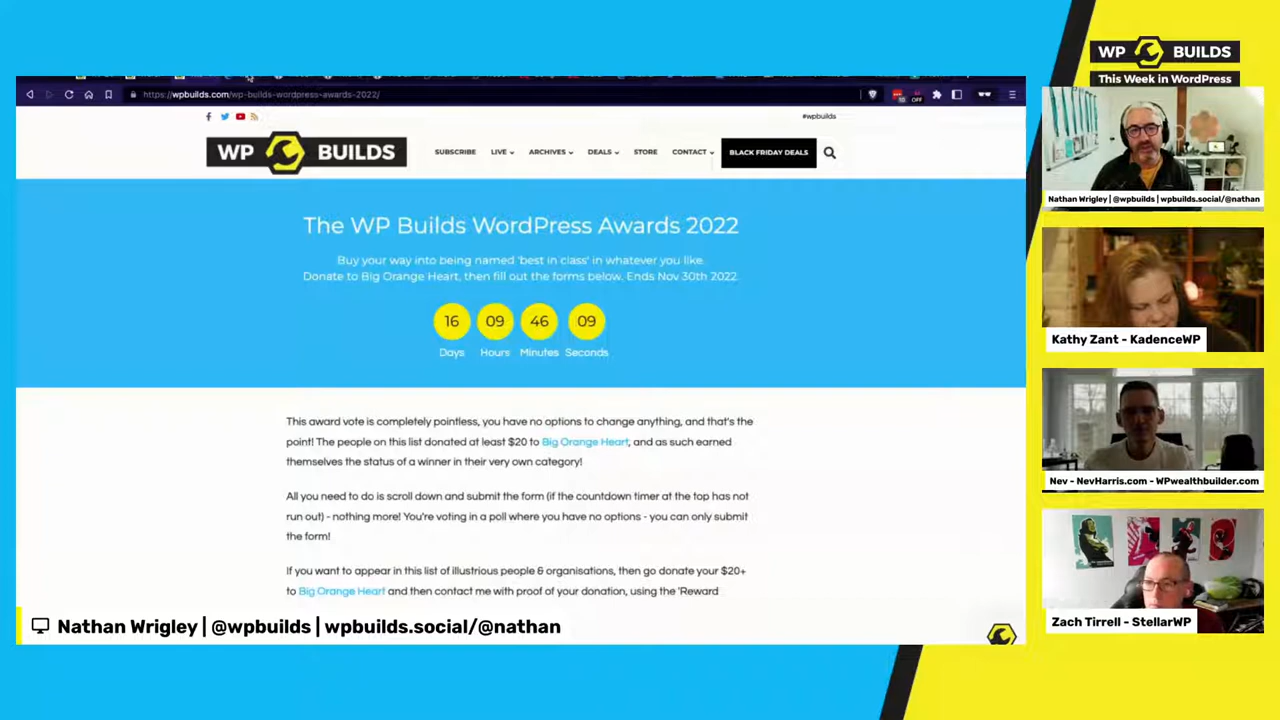 WP BUILDS
This Week in WordPress
https://wpbuilds.com/wp-builds-wordpress-awards-2022/
OFF
#wpbuilds
WP BUILDS
SUBSCRIBE LIVE ARCHIVES DEALS STORE CONTACT BLACK FRIDAY DEALS
The WP Builds WordPress Awards 2022
Buy your way into being named 'best in class' in whatever you like.
Donate to Big Orange Heart, then fill out the forms below. Ends Nov 30th 2022.
16 09 46 09
Days Hours Minutes Seconds
This award vote is completely pointless, you have no options to change anything, and that's the
point! The people on this list donated at least $20 to Big Orange Heart, and as such earned
themselves the status of a winner in their very own category!
All you need to do is scroll down and submit the form (if the countdown timer at the top has not
run out) - nothing more! You're voting in a poll where you have no options - you can only submit
the form!
If you want to appear in this list of illustrious people & organisations, then go donate your $20+
to Big Orange Heart and then contact me with proof of your donation, using the 'Reward
Nathan Wrigley | @wpbuilds | wpbuilds.social/@nathan
Nathan Wrigley | @wpbuilds | wpbuilds.social/@nathan
Kathy Zant - KadenceWP
Nev - NevHarris.com - WPwealthbuilder.com
Zach Tirrell - StellarWP